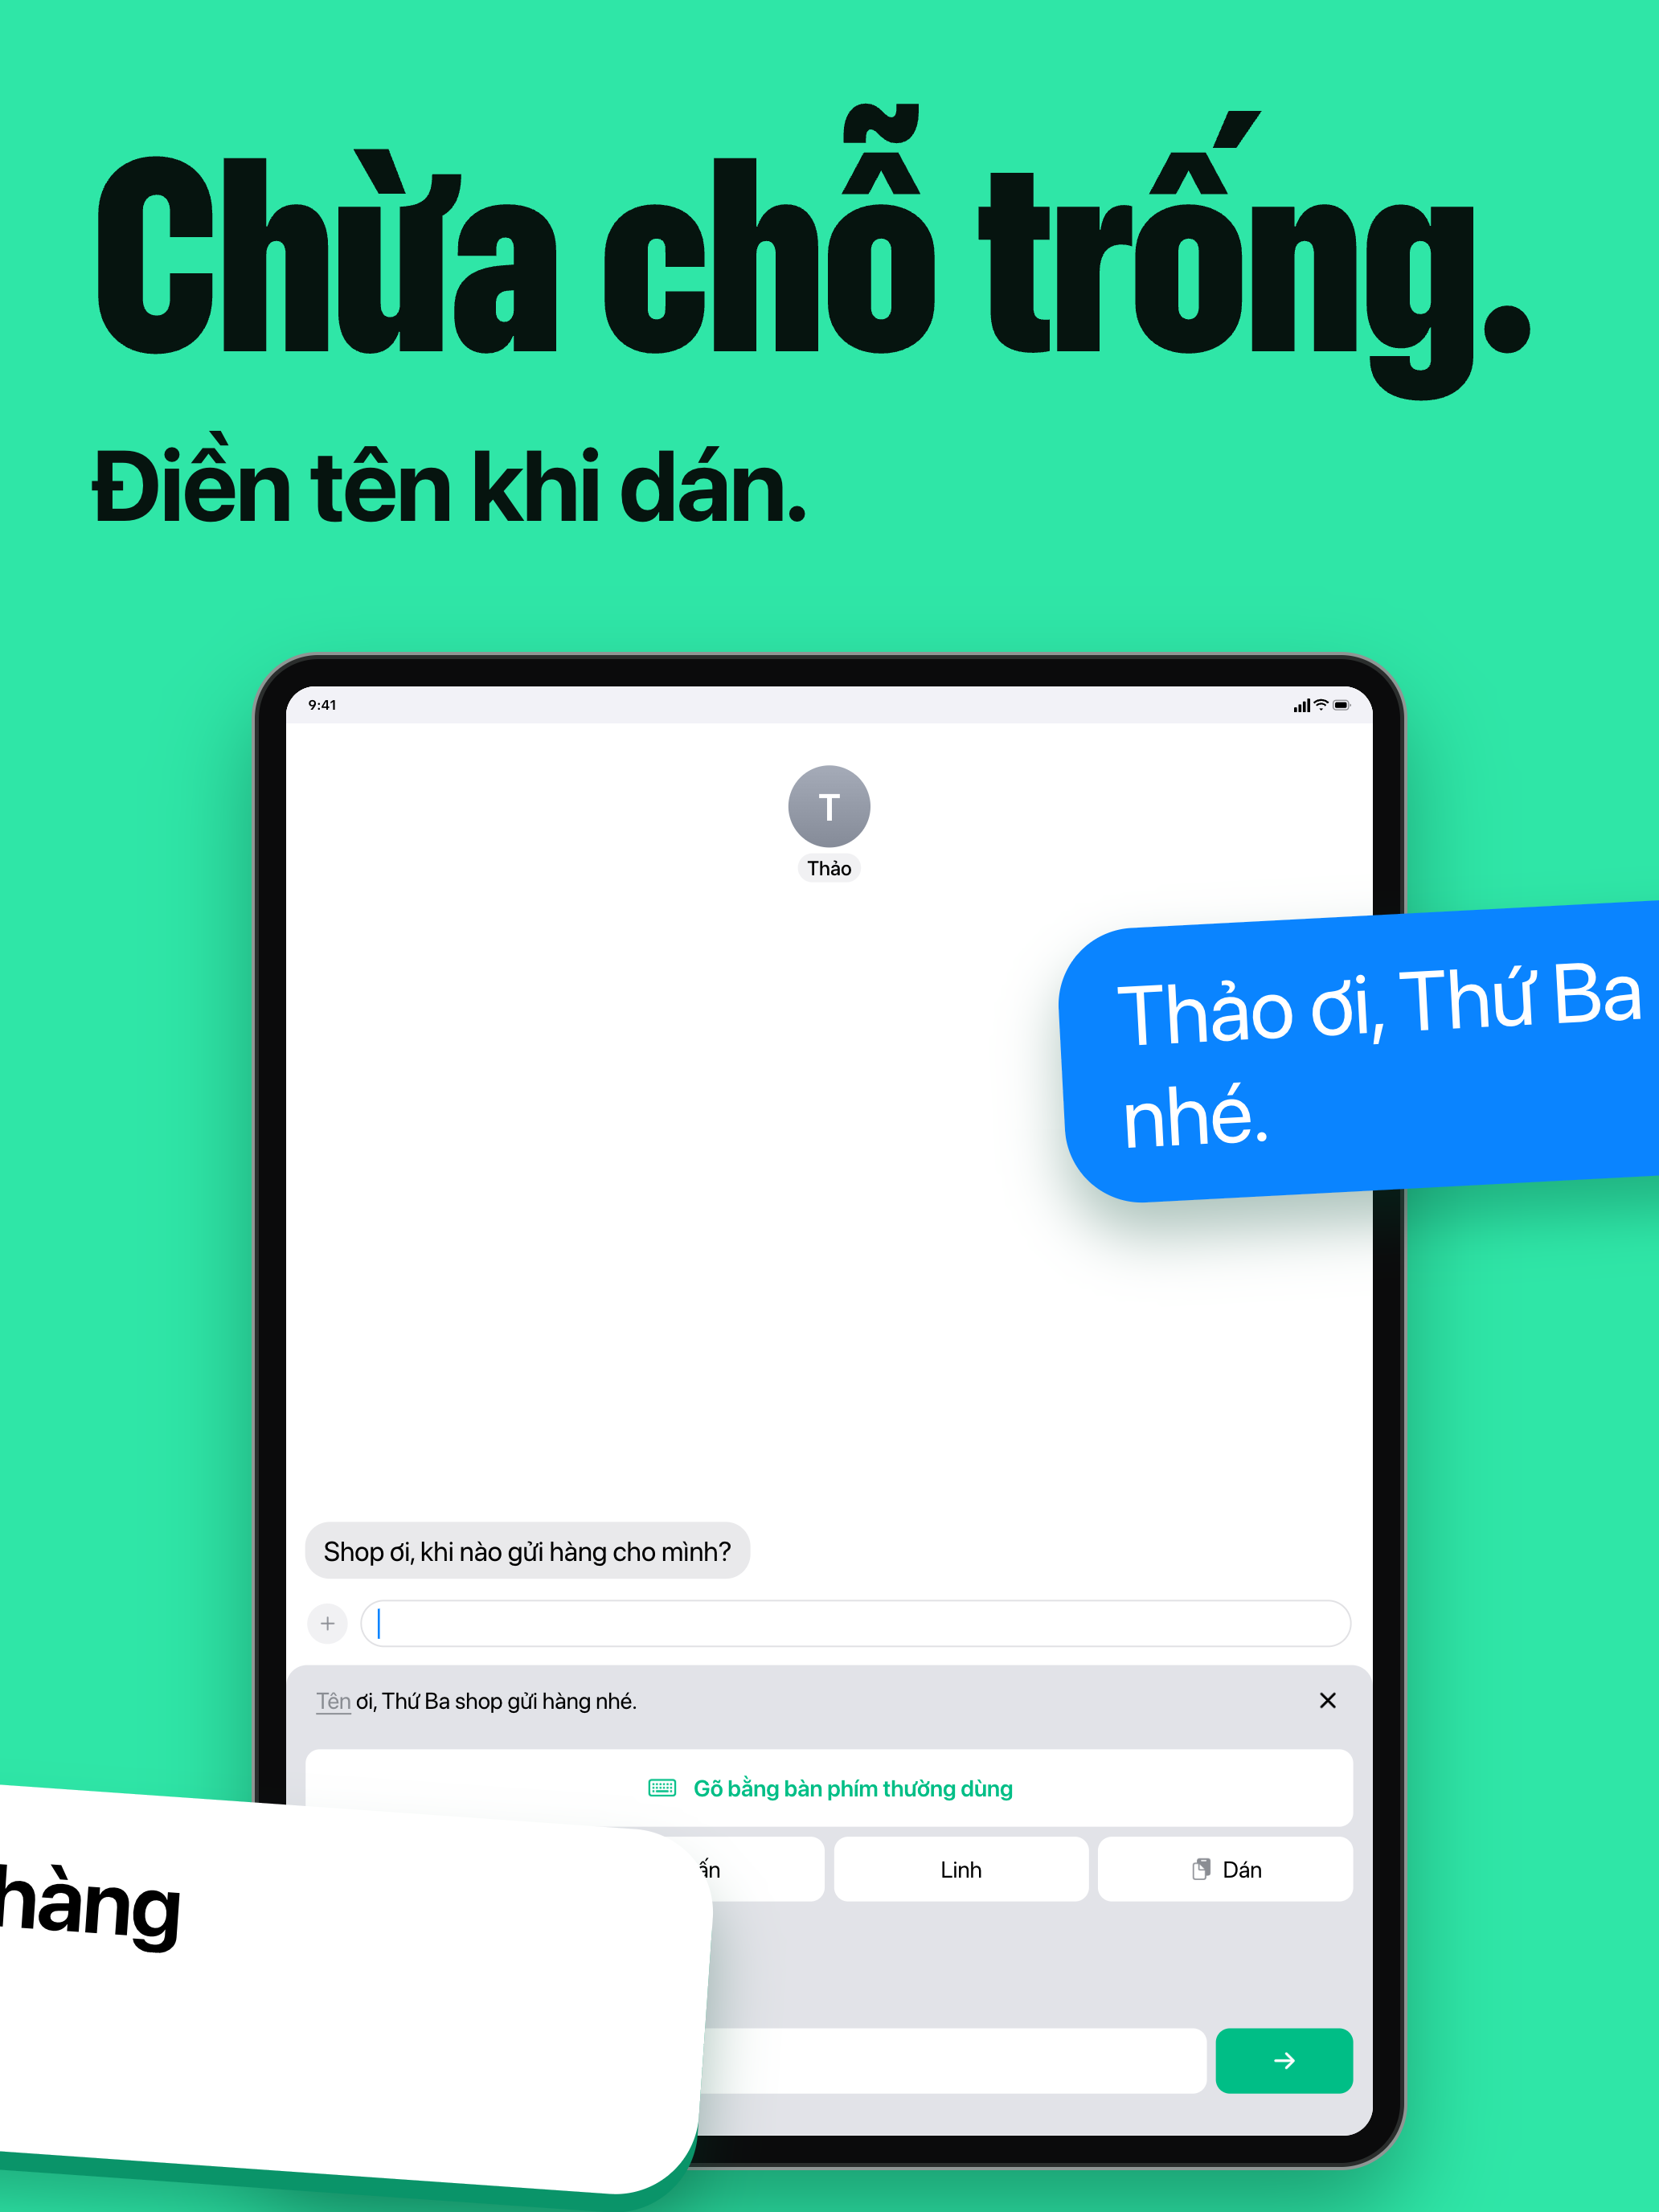 Chừa chỗ trống.
Điền tên khi dán.
9:41
T
Thảo
Thảo ơi, Thứ Ba
nhé.
Shop ơi, khi nào gửi hàng cho mình?
Tên ơi, Thứ Ba shop gửi hàng nhé.
Gõ bằng bàn phím thường dùng
Linh
Dán
hàng